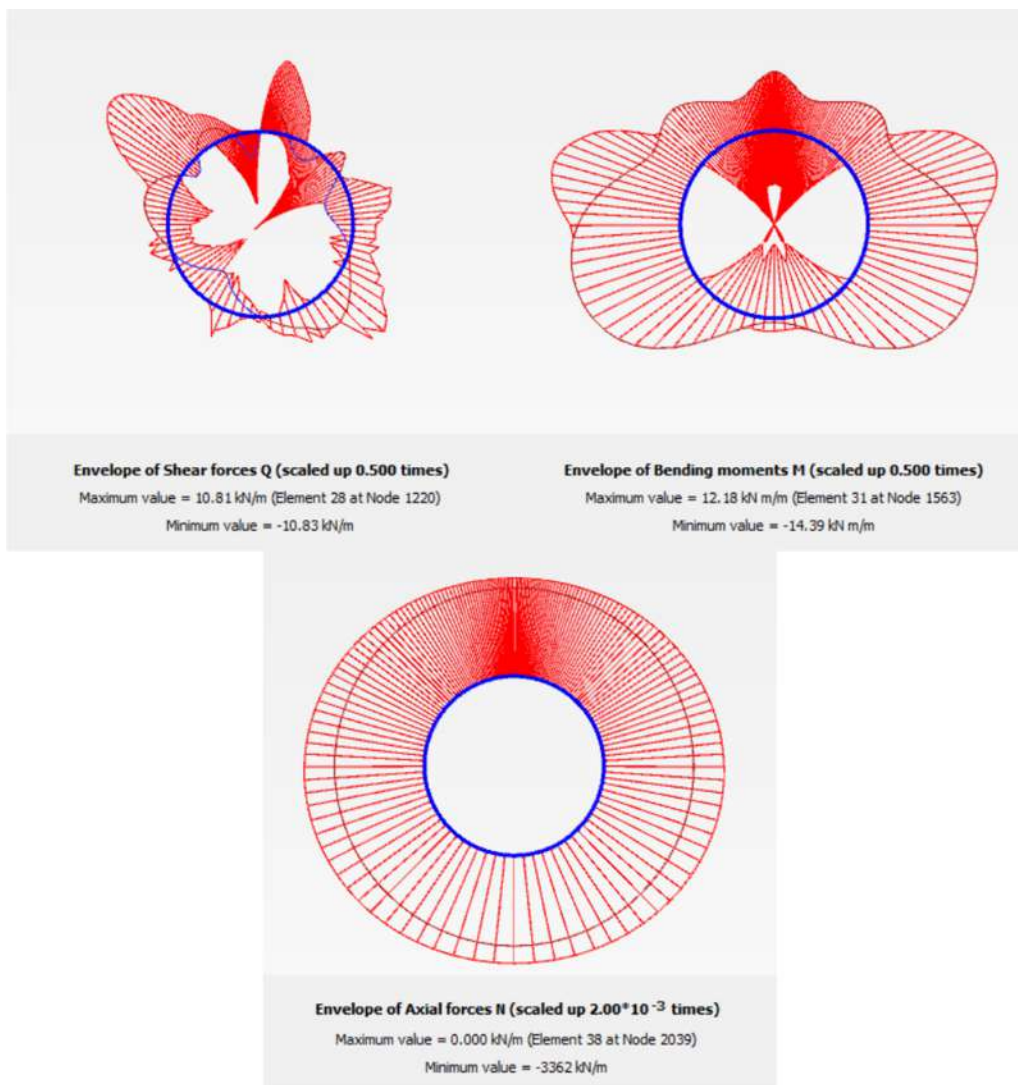 Envelope of Shear forces Q (scaled up 0.500 times)
Maximum value = 10.81 kN/m (Element 28 at Node 1220)
Minimum value = -10.83 kN/m
Envelope of Bending moments M (scaled up 0.500 times)
Maximum value = 12.18 kN m/m (Element 31 at Node 1563)
Minimum value = -14.39 kN m/m
Envelope of Axial forces N (scaled up 2.00*10 -3 times)
Maximum value = 0.000 kN/m (Element 38 at Node 2039)
Minimum value = -3362 kN/m